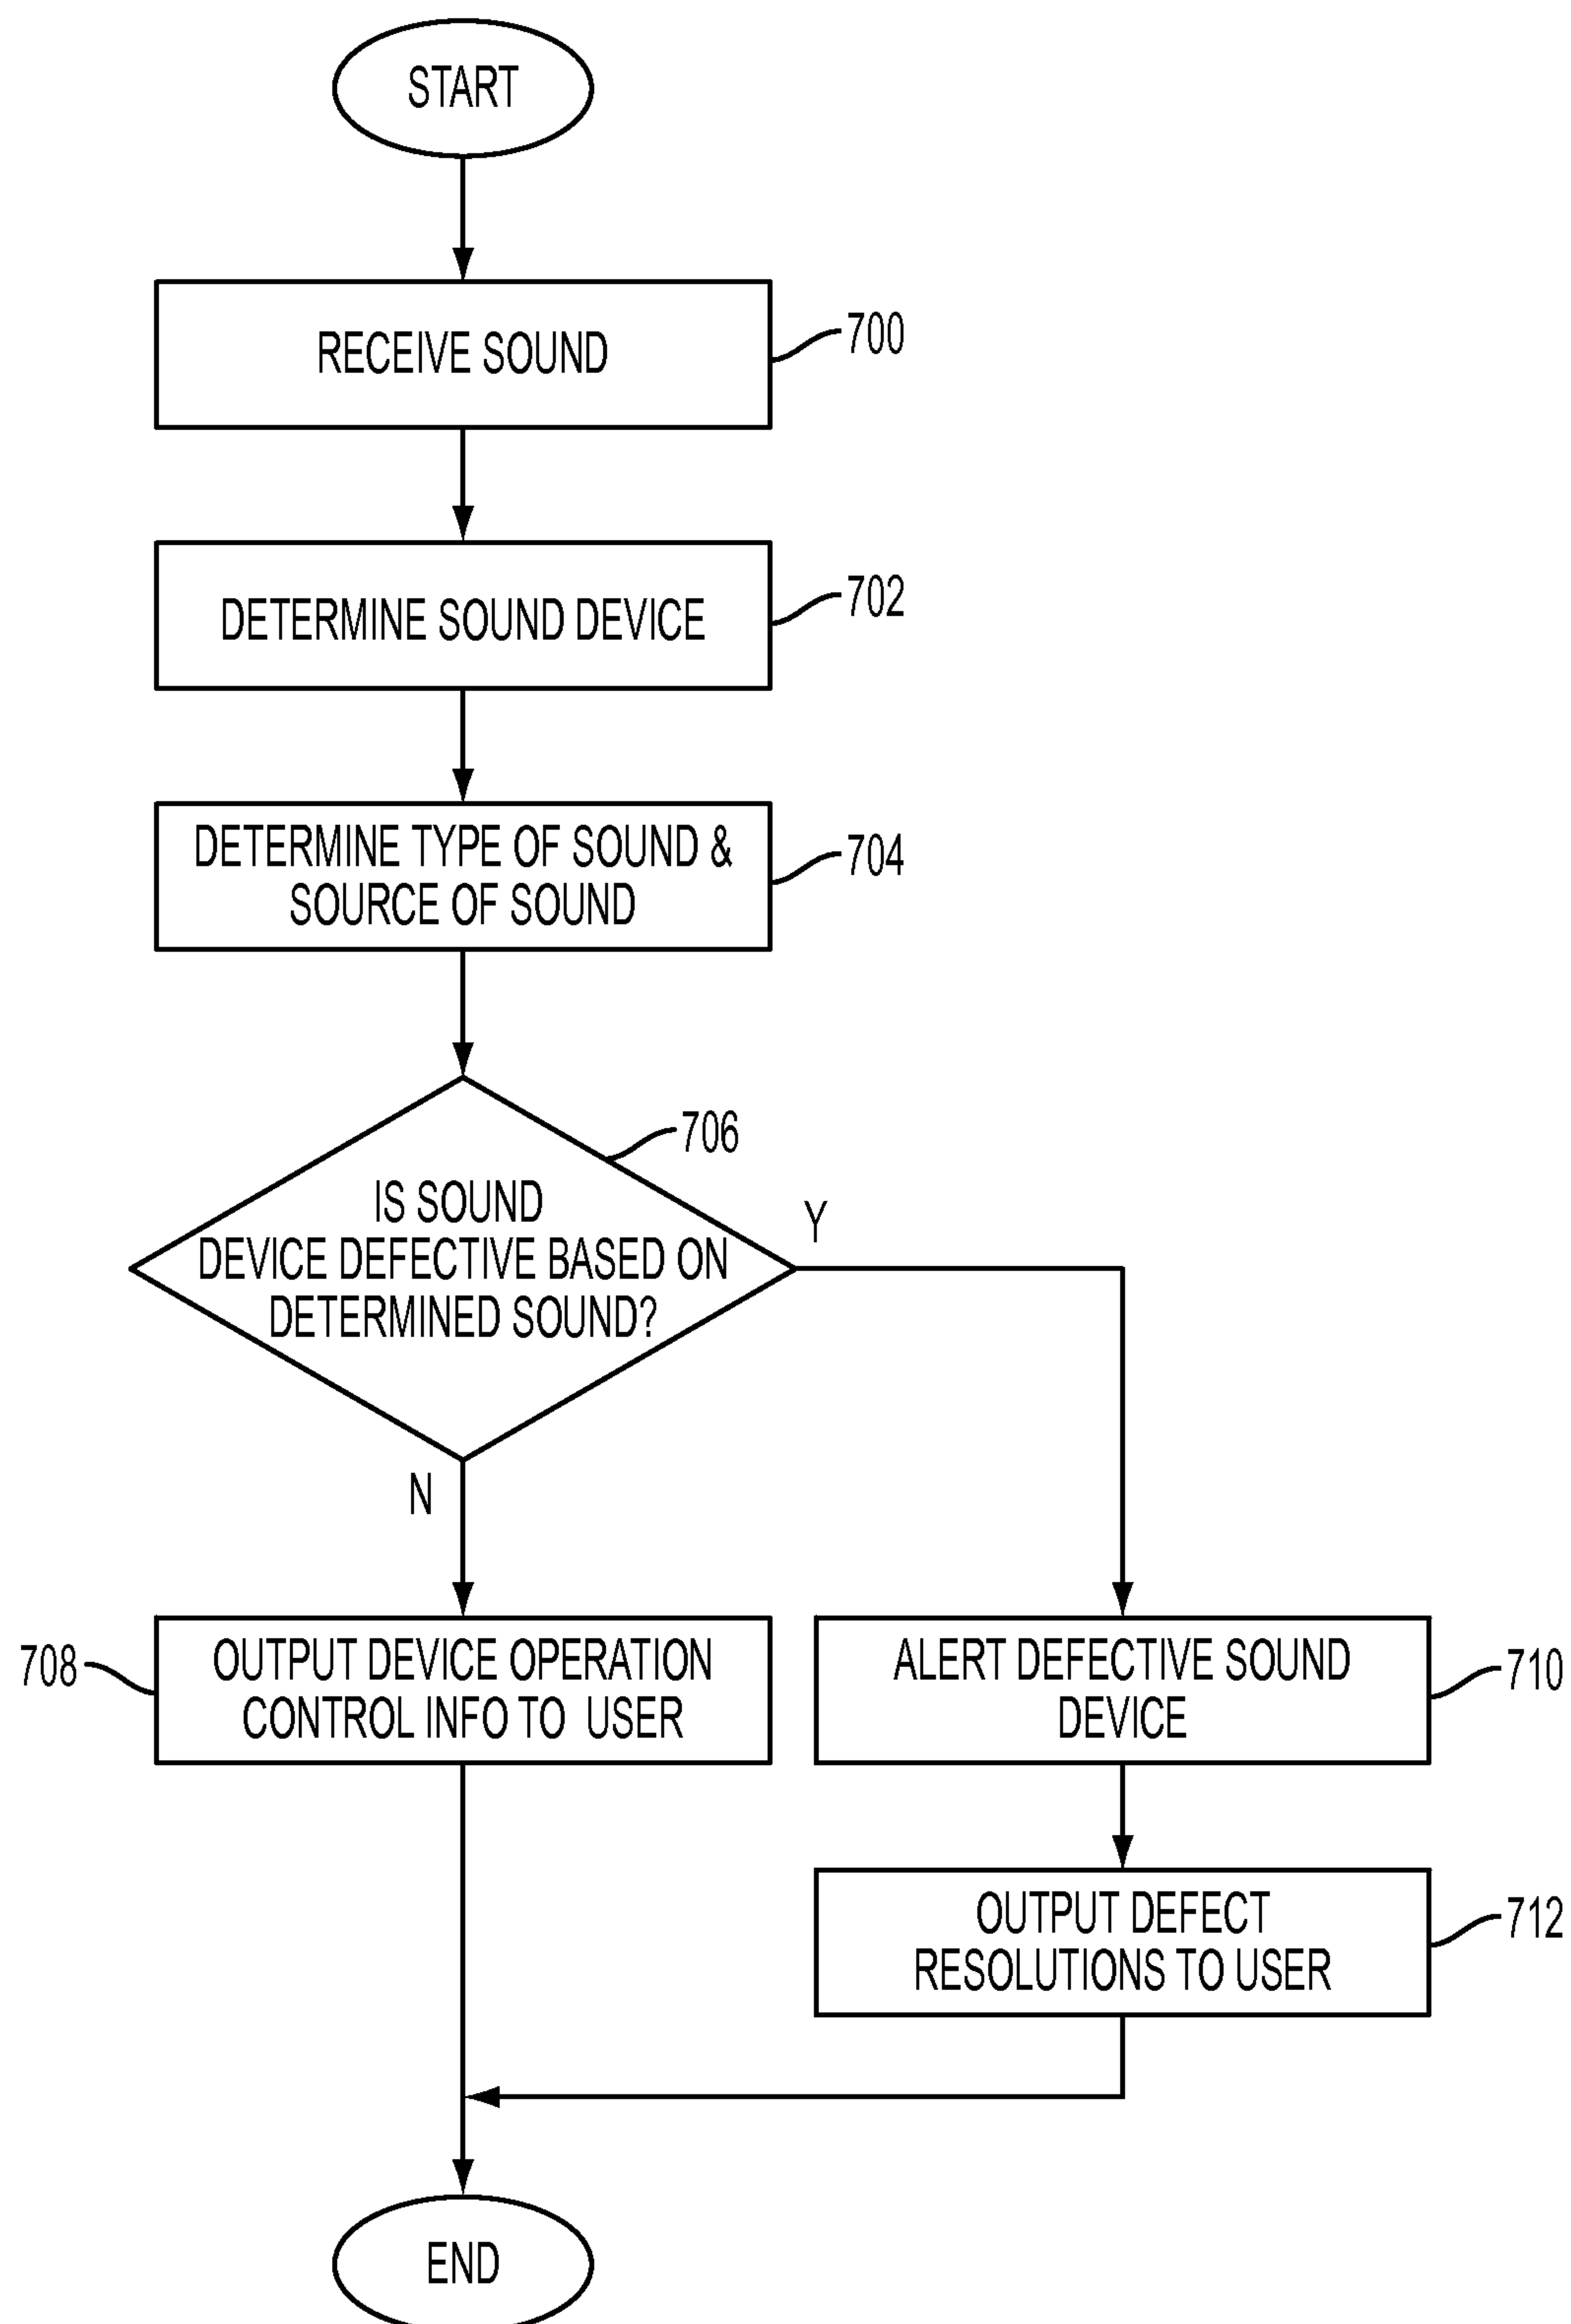 START
RECEIVE SOUND
700
DETERMINE SOUND DEVICE
702
DETERMINE TYPE OF SOUND &
SOURCE OF SOUND
704
706
IS SOUND
DEVICE DEFECTIVE BASED ON
DETERMINED SOUND?
Y
N
708
OUTPUT DEVICE OPERATION
CONTROL INFO TO USER
ALERT DEFECTIVE SOUND
DEVICE
710
OUTPUT DEFECT
RESOLUTIONS TO USER
712
END